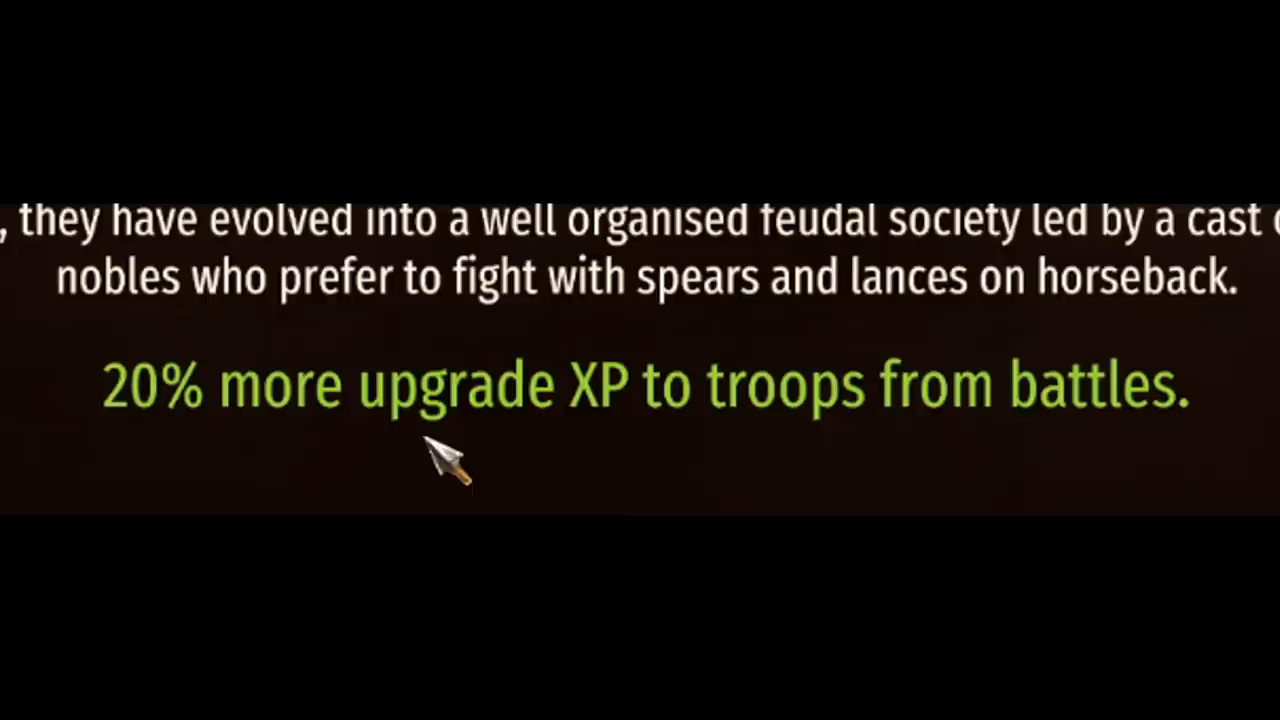 , they have evolved into a well organised feudal society led by a cast
nobles who prefer to fight with spears and lances on horseback.
20% more upgrade XP to troops from battles.